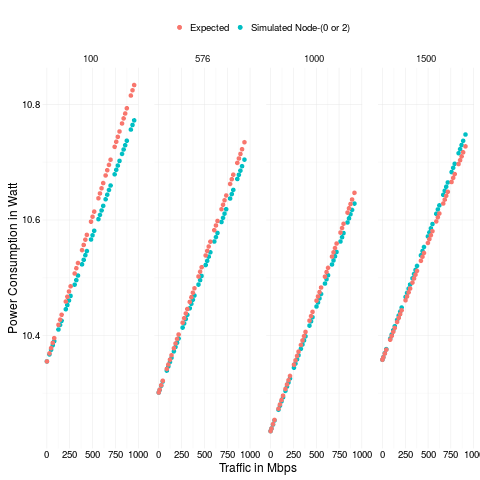 Expected Simulated Node-(0 or 2)
100 576 1000 1500
10.8
10.6
10.4
Power Consumption in Watt
0 250 500 750 1000 0 250 500 750 1000 0 250 500 750 1000 0 250 500 750 1000
Traffic in Mbps